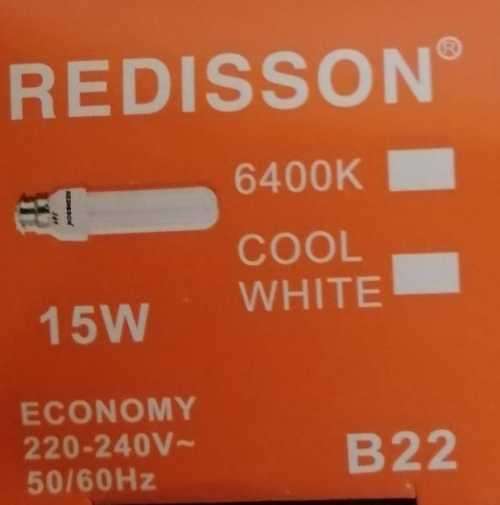 REDISSON®
6400K
COOL
WHITE
15W
ECONOMY
220-240V~
50/60Hz
B22